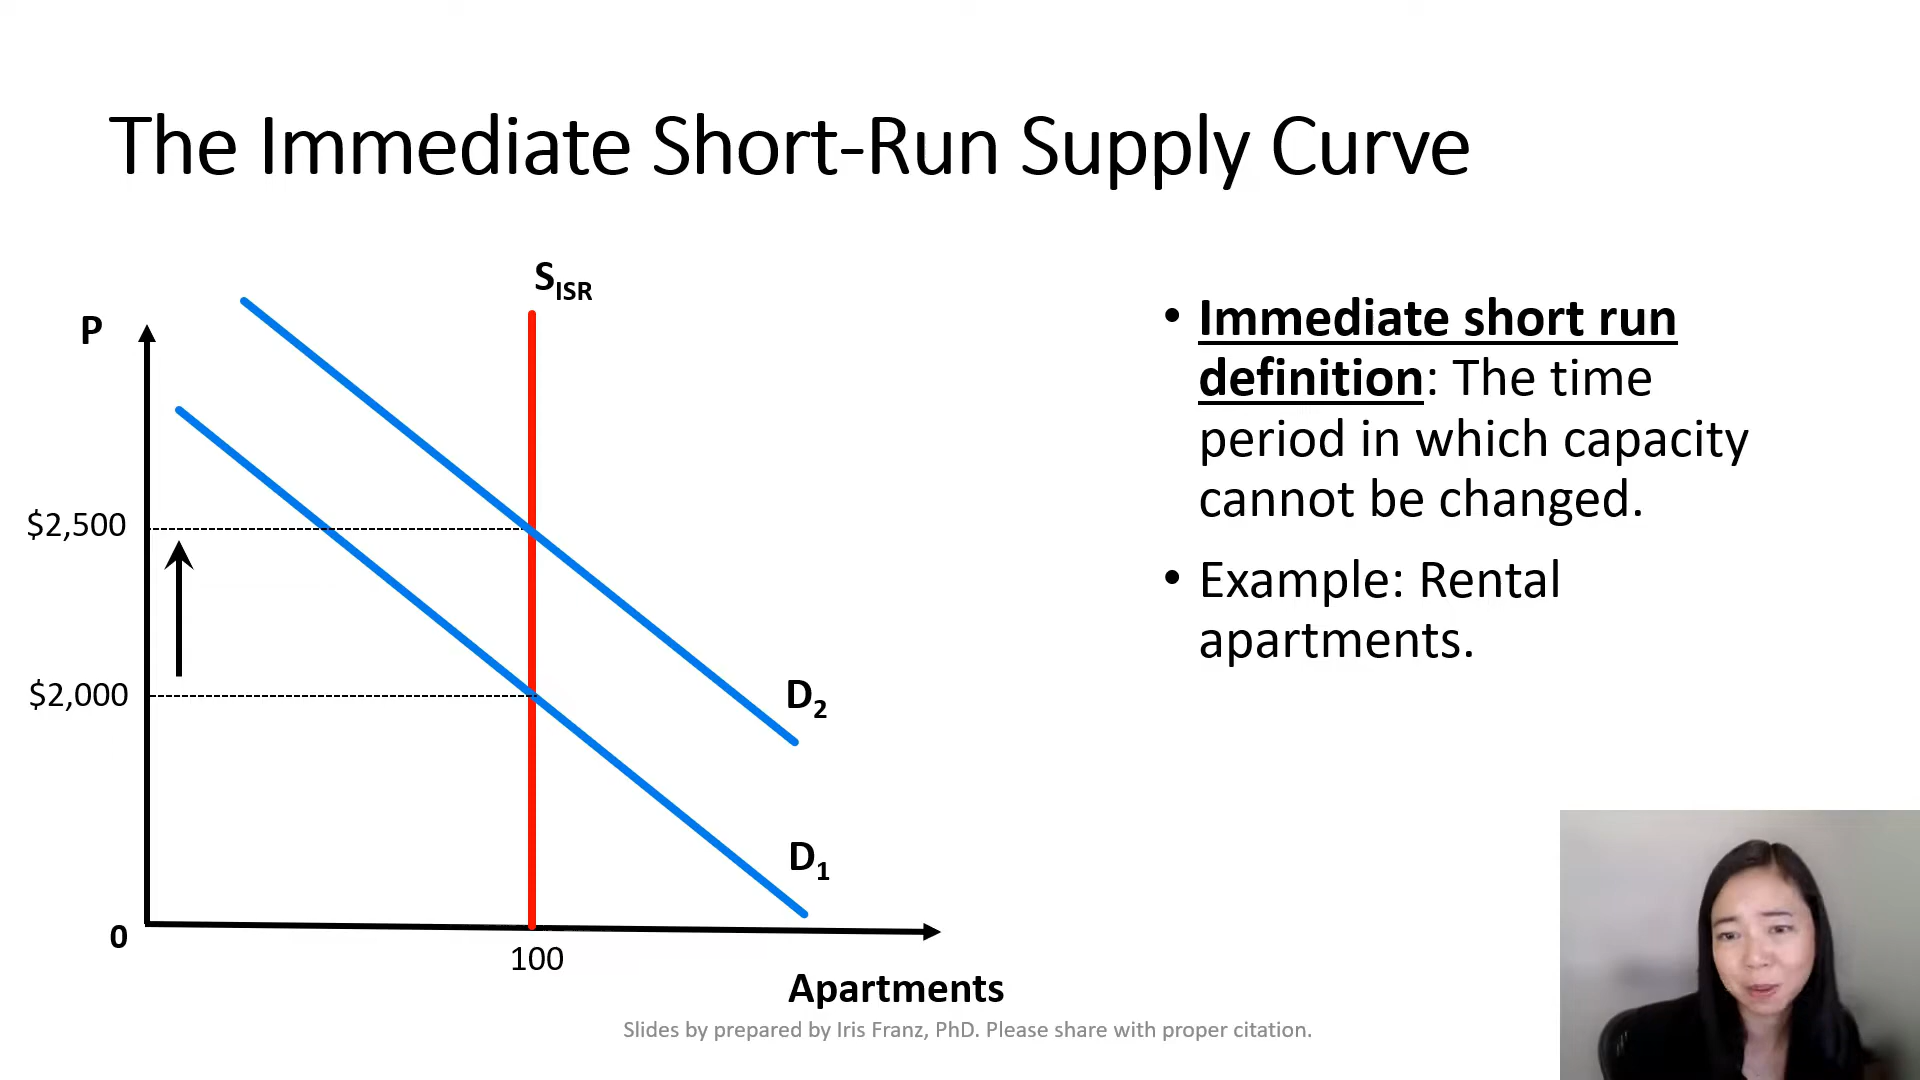 The Immediate Short-Run Supply Curve
S_ISR
P
$2,500
$2,000
D2
D1
0
100
Apartments
• Immediate short run
definition: The time
period in which capacity
cannot be changed.
• Example: Rental
apartments.
Slides by prepared by Iris Franz, PhD. Please share with proper citation.